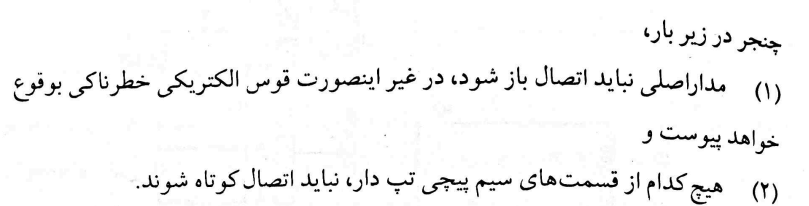 چنجر در زیر بار،
(۱) مداراصلی نباید اتصال باز شود، در غیر اینصورت قوس الکتریکی خطرناکی بوقوع
خواهد پیوست و
(۲) هیچ کدام از قسمت‌های سیم پیچی تپ دار، نباید اتصال کوتاه شوند.